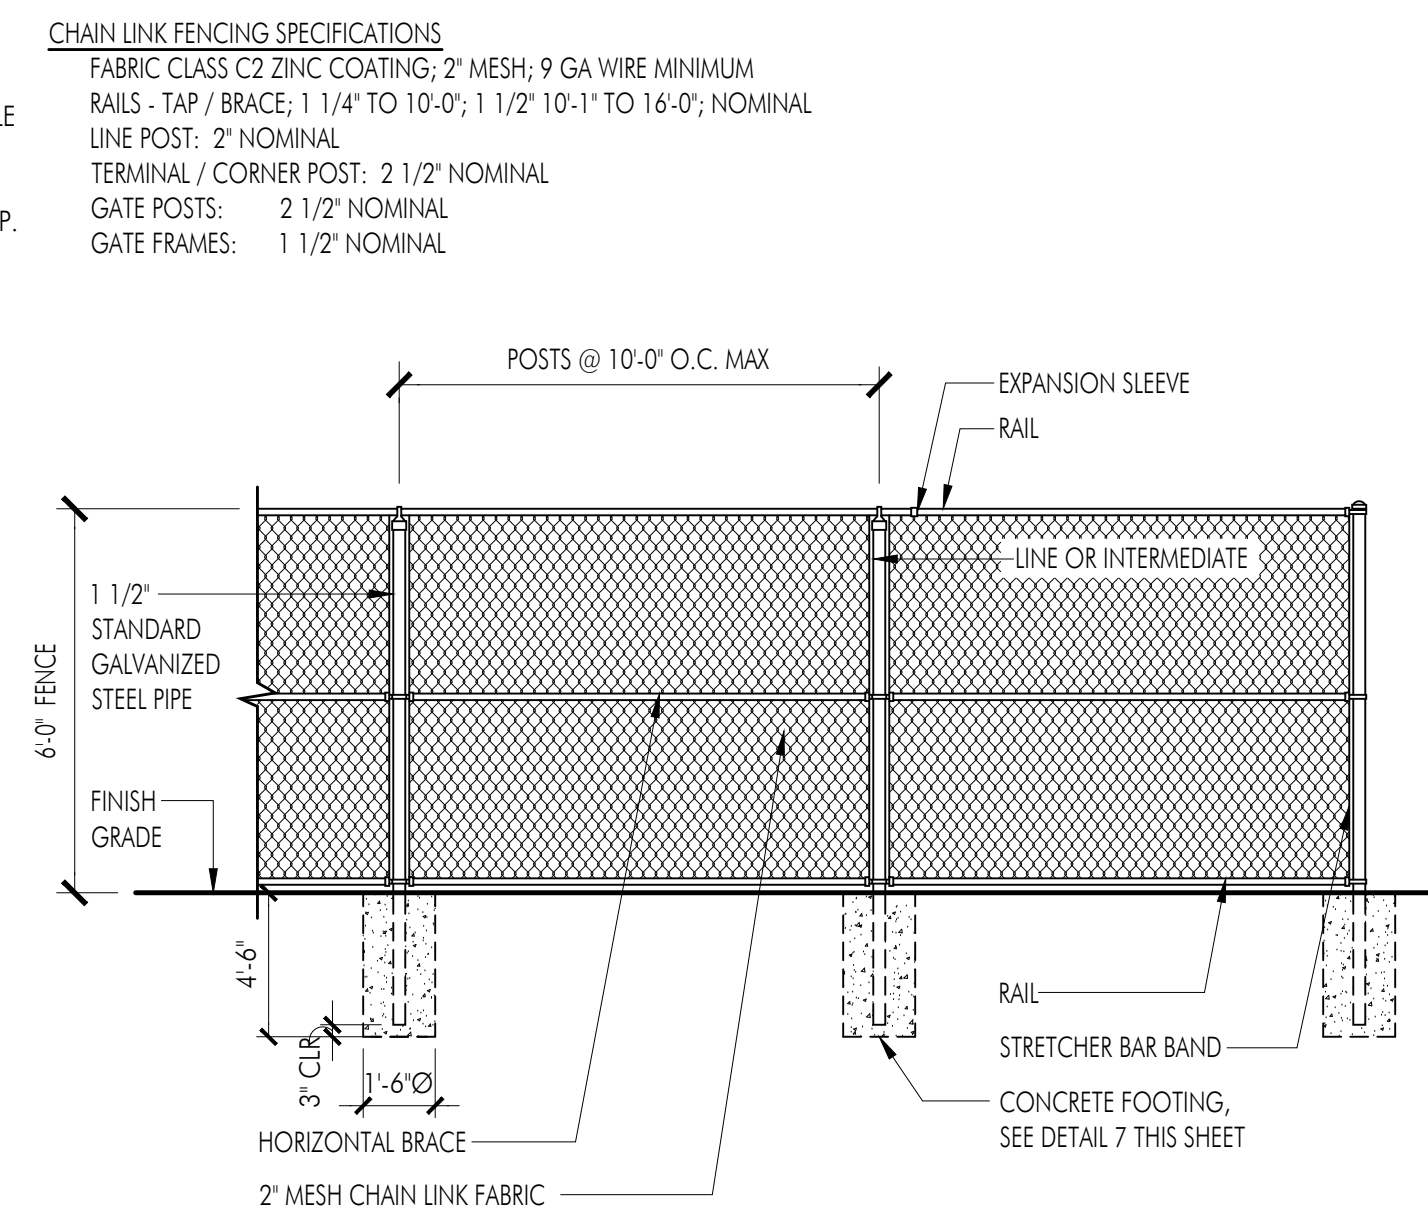 CHAIN LINK FENCING SPECIFICATIONS
FABRIC CLASS C2 ZINC COATING; 2" MESH; 9 GA WIRE MINIMUM
RAILS - TAP / BRACE; 1 1/4" TO 10'-0"; 1 1/2" 10'-1" TO 16'-0"; NOMINAL
LINE POST: 2" NOMINAL
TERMINAL / CORNER POST: 2 1/2" NOMINAL
GATE POSTS: 2 1/2" NOMINAL
GATE FRAMES: 1 1/2" NOMINAL
LE
P.
POSTS @ 10'-0" O.C. MAX
EXPANSION SLEEVE
RAIL
LINE OR INTERMEDIATE
1 1/2"
STANDARD
GALVANIZED
STEEL PIPE
6'-0" FENCE
FINISH
GRADE
4'-6"
3" CLR
1'-6"Ø
HORIZONTAL BRACE
2" MESH CHAIN LINK FABRIC
RAIL
STRETCHER BAR BAND
CONCRETE FOOTING,
SEE DETAIL 7 THIS SHEET